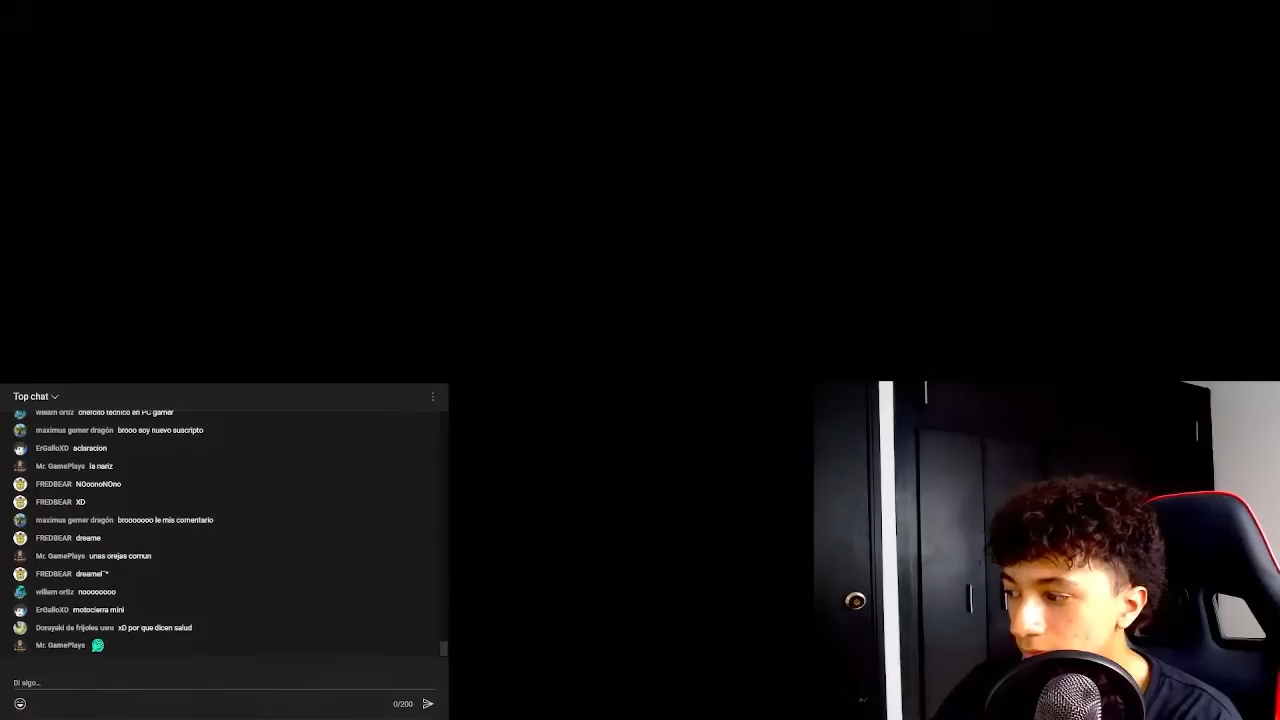 Top chat
wiliam ortiz chefcito tecnico en PC gamer
maximus gemer dragón brooo soy nuevo suscripto
ErGalloXD aclaracion
Mr. GamePlays la nariz
FREDBEAR NOoonoNOno
FREDBEAR XD
maximus gemer dragón brooooooo le mis comentario
FREDBEAR dreame
Mr. GamePlays unas orejas comun
FREDBEAR dreamel¨*
wiliam ortiz noooooooo
ErGalloXD motocierra mini
Dorayaki de frijoles uwu xD por que dicen salud
Mr. GamePlays
Di algo...
0/200